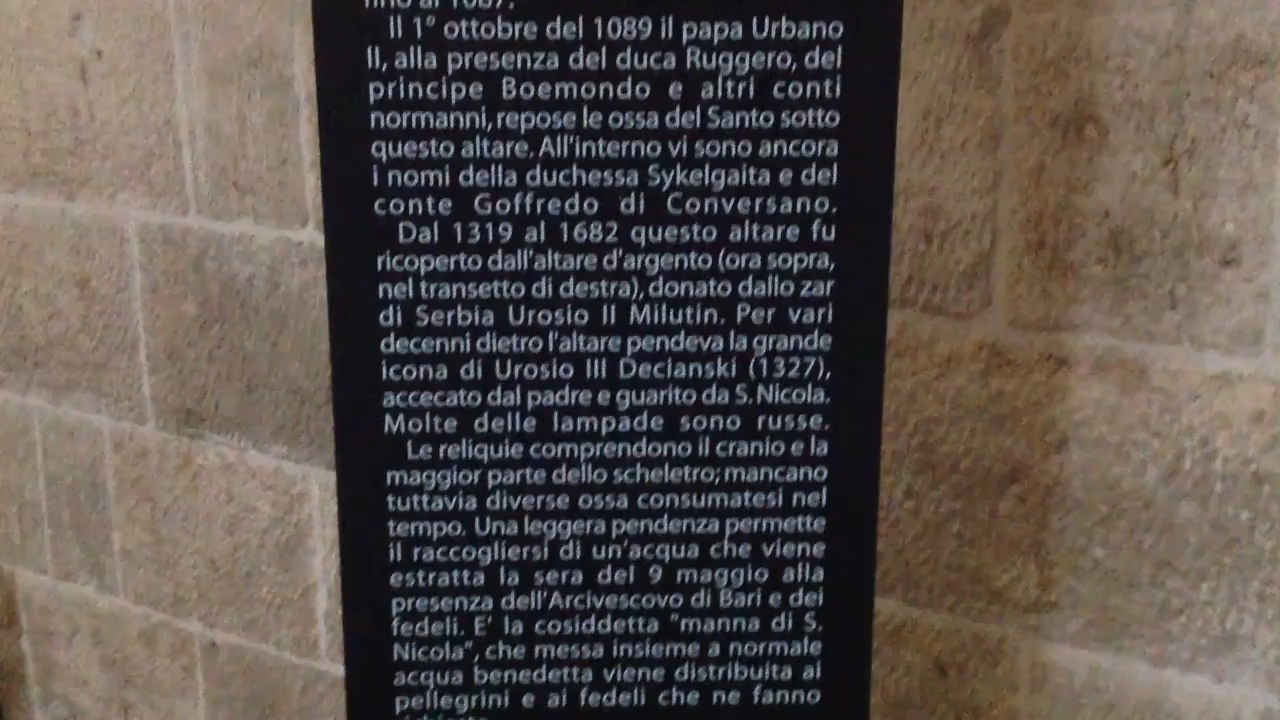 fino al 1087.
Il 1° ottobre del 1089 il papa Urbano
II, alla presenza del duca Ruggero, del
principe Boemondo e altri conti
normanni, repose le ossa del Santo sotto
questo altare. All'interno vi sono ancora
i nomi della duchessa Sykelgaita e del
conte Goffredo di Conversano.
Dal 1319 al 1682 questo altare fu
ricoperto dall'altare d'argento (ora sopra,
nel transetto di destra), donato dallo zar
di Serbia Urosio II Milutin. Per vari
decenni dietro l'altare pendeva la grande
icona di Urosio III Decianski (1327),
accecato dal padre e guarito da S. Nicola.
Molte delle lampade sono russe.
Le reliquie comprendono il cranio e la
maggior parte dello scheletro; mancano
tuttavia diverse ossa consumatesi nel
tempo. Una leggera pendenza permette
il raccogliersi di un'acqua che viene
estratta la sera del 9 maggio alla
presenza dell'Arcivescovo di Bari e dei
fedeli. E' la cosiddetta "manna di S.
Nicola", che messa insieme a normale
acqua benedetta viene distribuita ai
pellegrini e ai fedeli che ne fanno